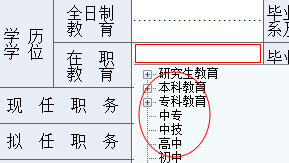 学历
学位
全日制
教育
毕业
系及
在职
教育
毕业
研究生教育
本科教育
专科教育
中专
中技
高中
初中
现任职务
拟任职务